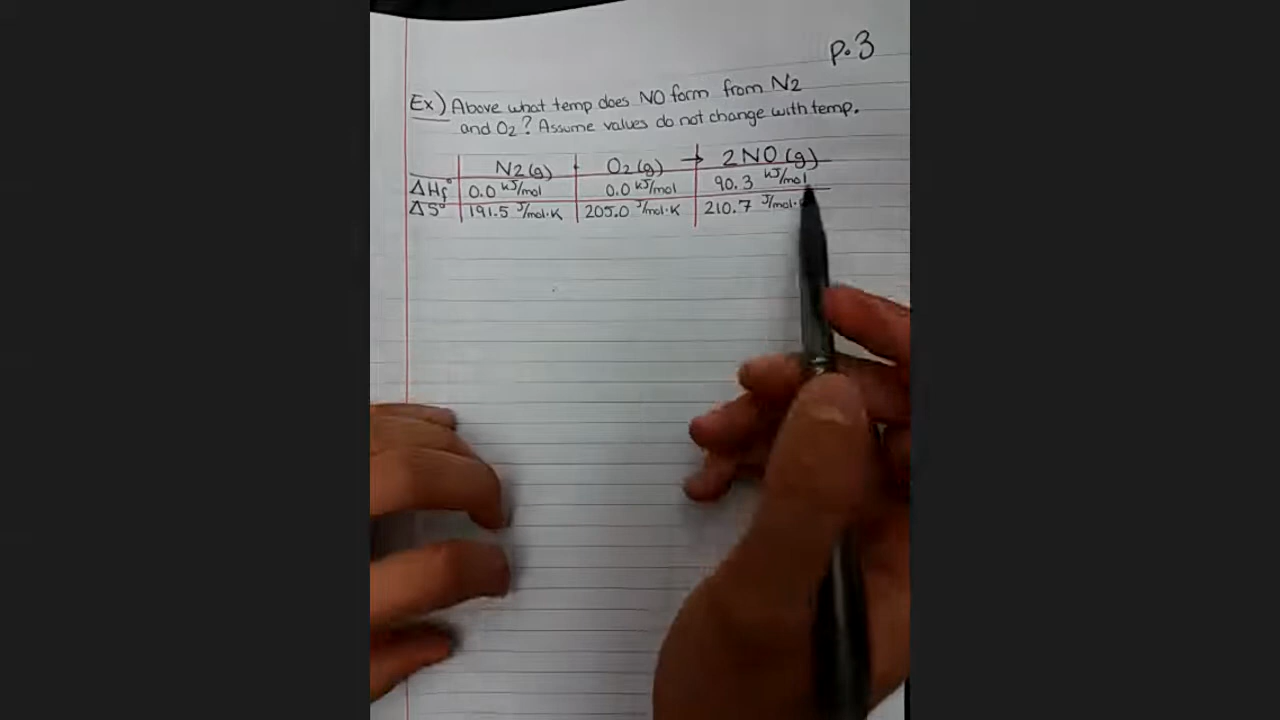 p.3
Ex) Above what temp does NO form from N2
and O2? Assume values do not change with temp.
N2(g) + O2(g) → 2NO(g)
ΔHf° 0.0 kJ/mol 0.0 kJ/mol 90.3 kJ/mol
ΔS° 191.5 J/mol·K 205.0 J/mol·K 210.7 J/mol·